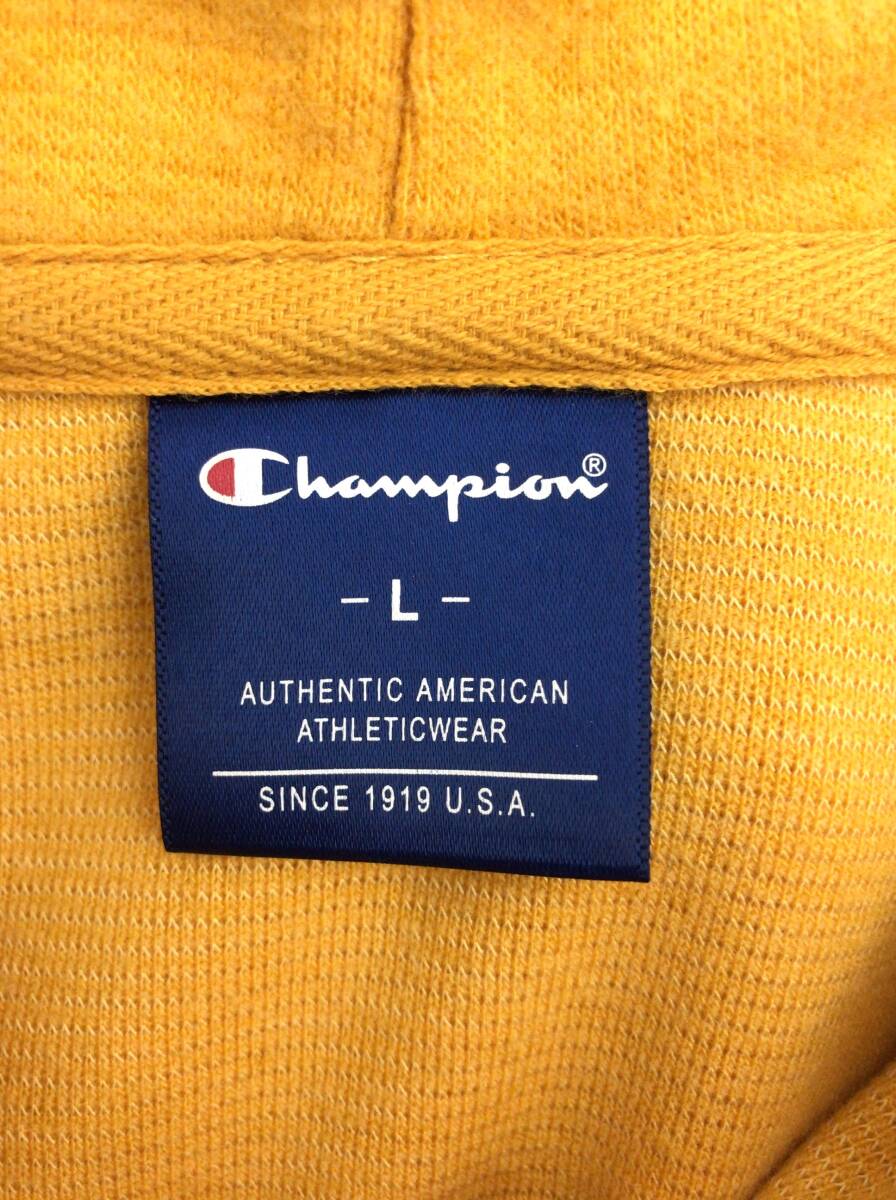 Champion®
- L -
AUTHENTIC AMERICAN
ATHLETICWEAR
SINCE 1919 U.S.A.